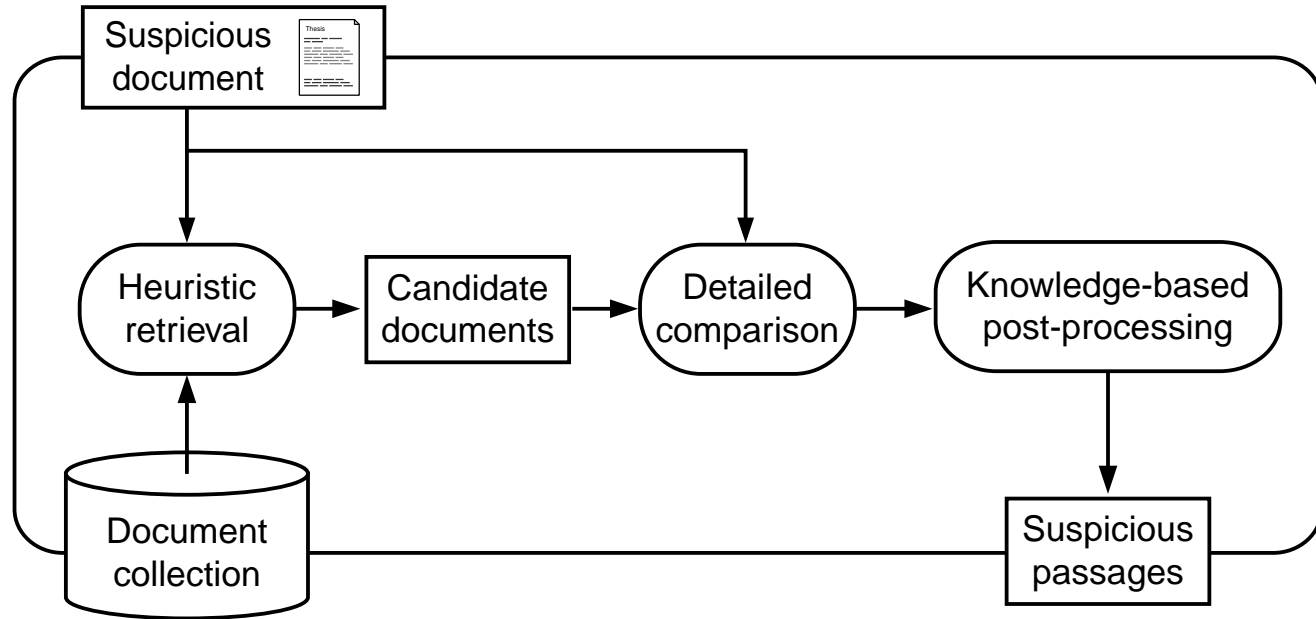 Suspicious
document
Thesis
Heuristic
retrieval
Candidate
documents
Detailed
comparison
Knowledge-based
post-processing
Document
collection
Suspicious
passages